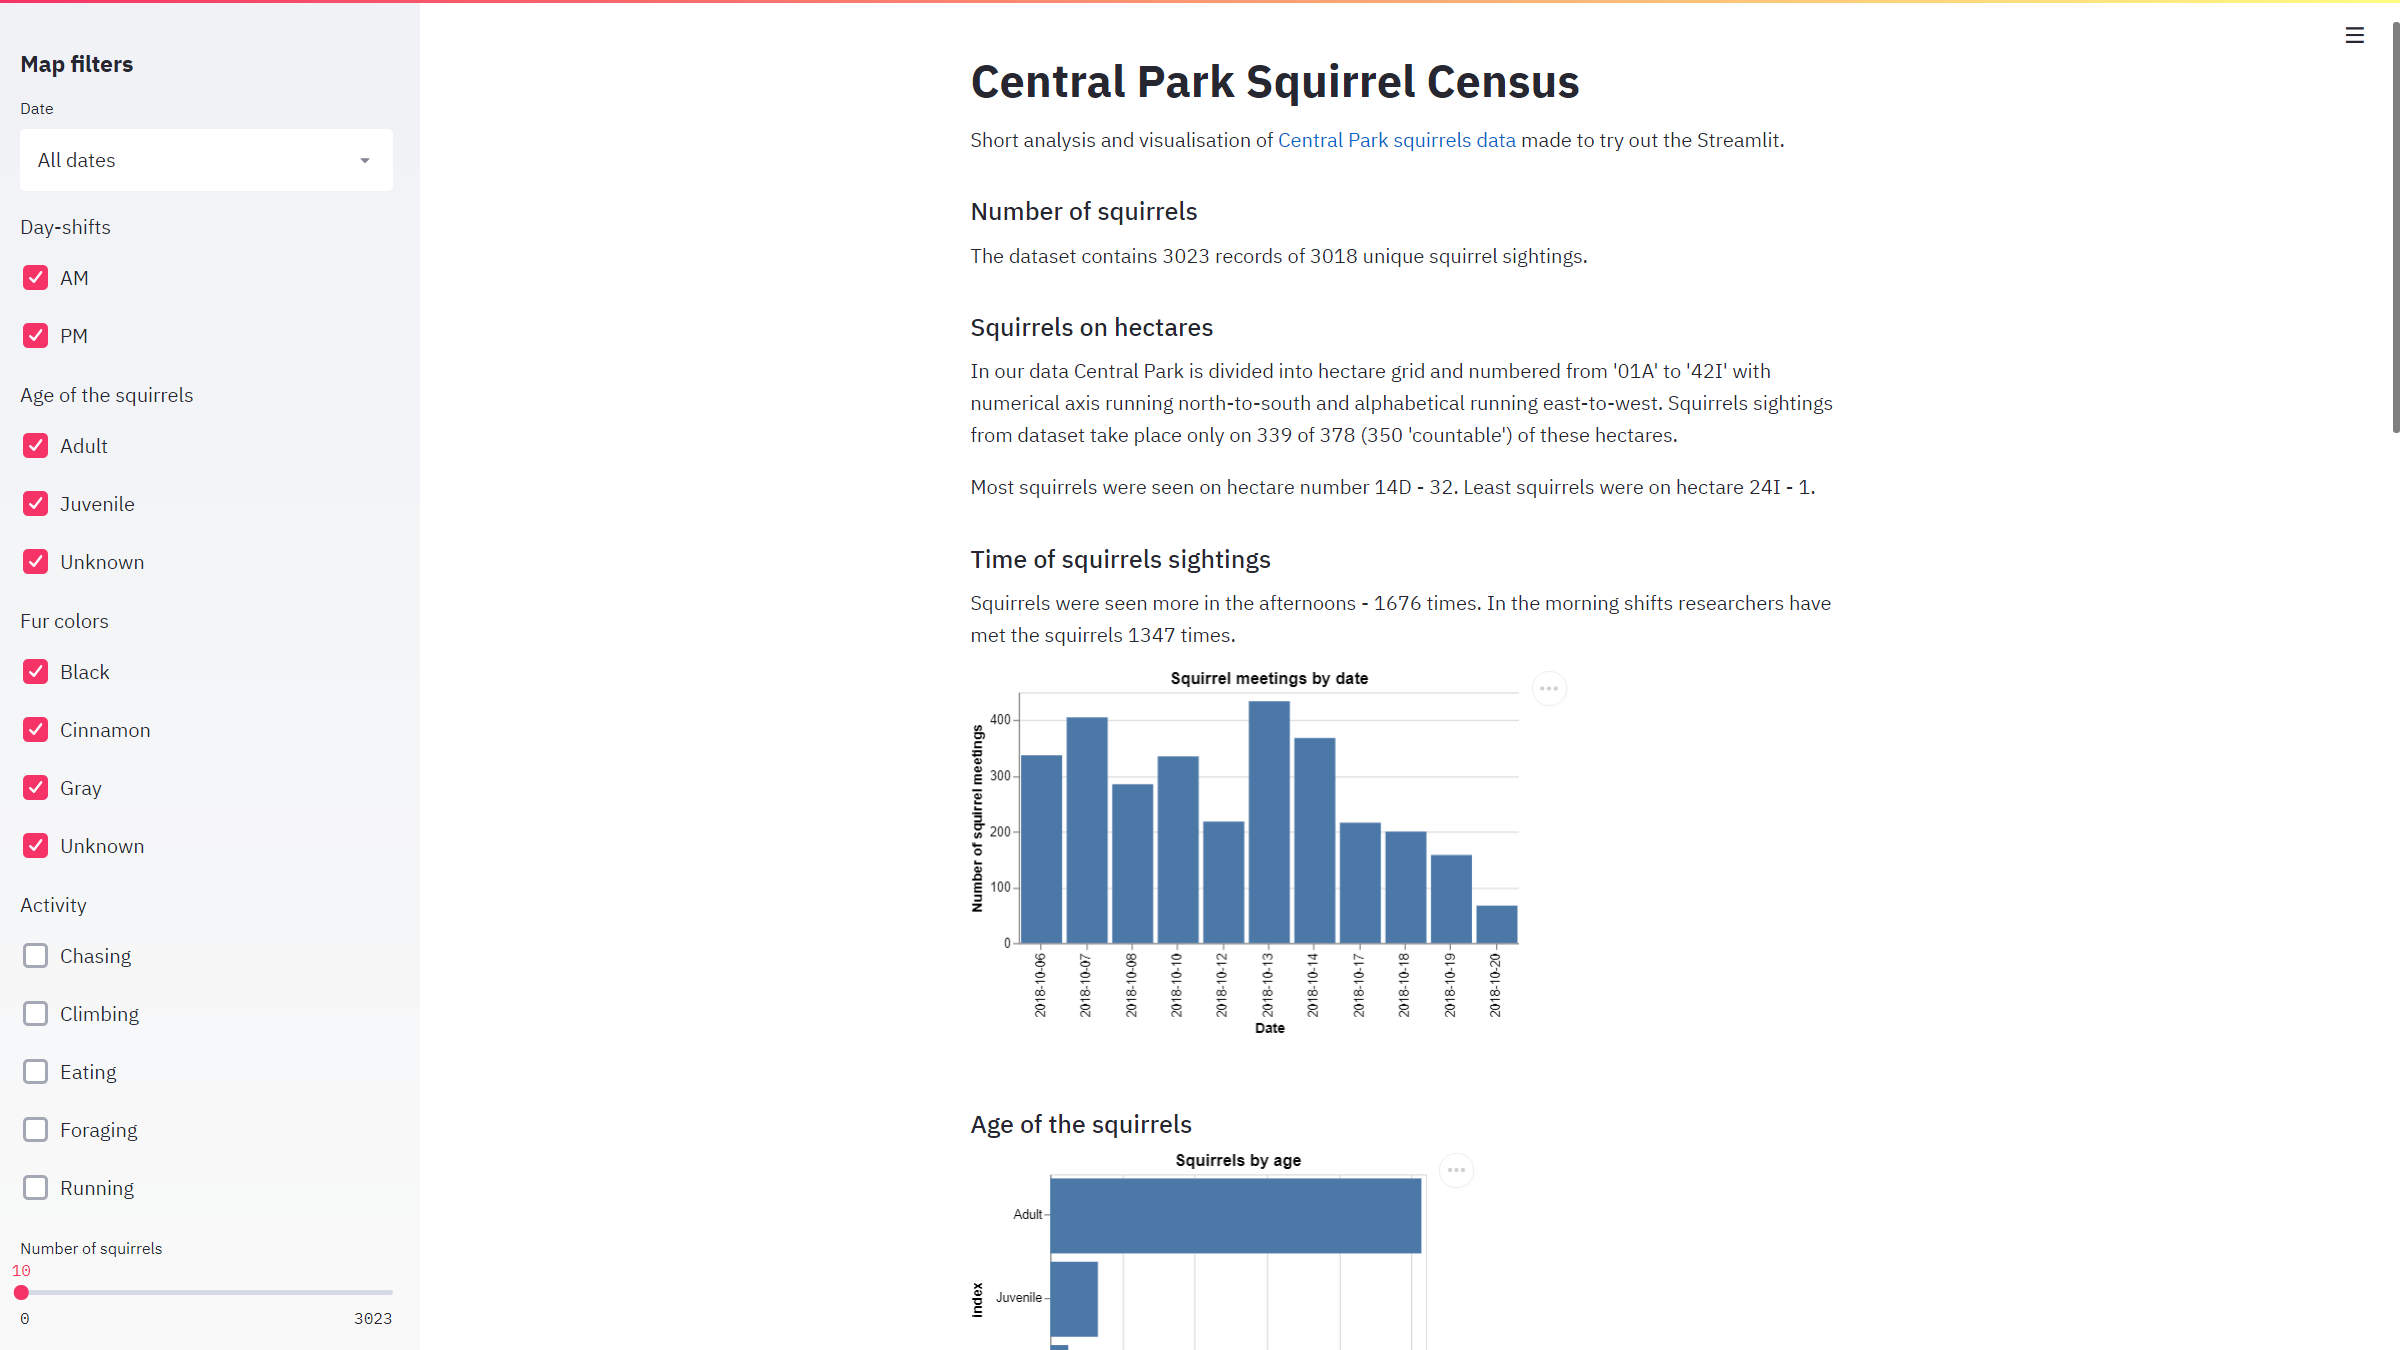 Map filters
Date
All dates
Day-shifts
AM
PM
Age of the squirrels
Adult
Juvenile
Unknown
Fur colors
Black
Cinnamon
Gray
Unknown
Activity
Chasing
Climbing
Eating
Foraging
Running
Number of squirrels
10
0
3023
Central Park Squirrel Census
Short analysis and visualisation of Central Park squirrels data made to try out the Streamlit.
Number of squirrels
The dataset contains 3023 records of 3018 unique squirrel sightings.
Squirrels on hectares
In our data Central Park is divided into hectare grid and numbered from '01A' to '42I' with
numerical axis running north-to-south and alphabetical running east-to-west. Squirrels sightings
from dataset take place only on 339 of 378 (350 'countable') of these hectares.
Most squirrels were seen on hectare number 14D - 32. Least squirrels were on hectare 24I - 1.
Time of squirrels sightings
Squirrels were seen more in the afternoons - 1676 times. In the morning shifts researchers have
met the squirrels 1347 times.
Squirrel meetings by date
Number of squirrel meetings
400
300
200
100
0
2018-10-06
2018-10-07
2018-10-08
2018-10-10
2018-10-12
2018-10-13
2018-10-14
2018-10-17
2018-10-18
2018-10-19
2018-10-20
Date
Age of the squirrels
Squirrels by age
Adult
Juvenile
index